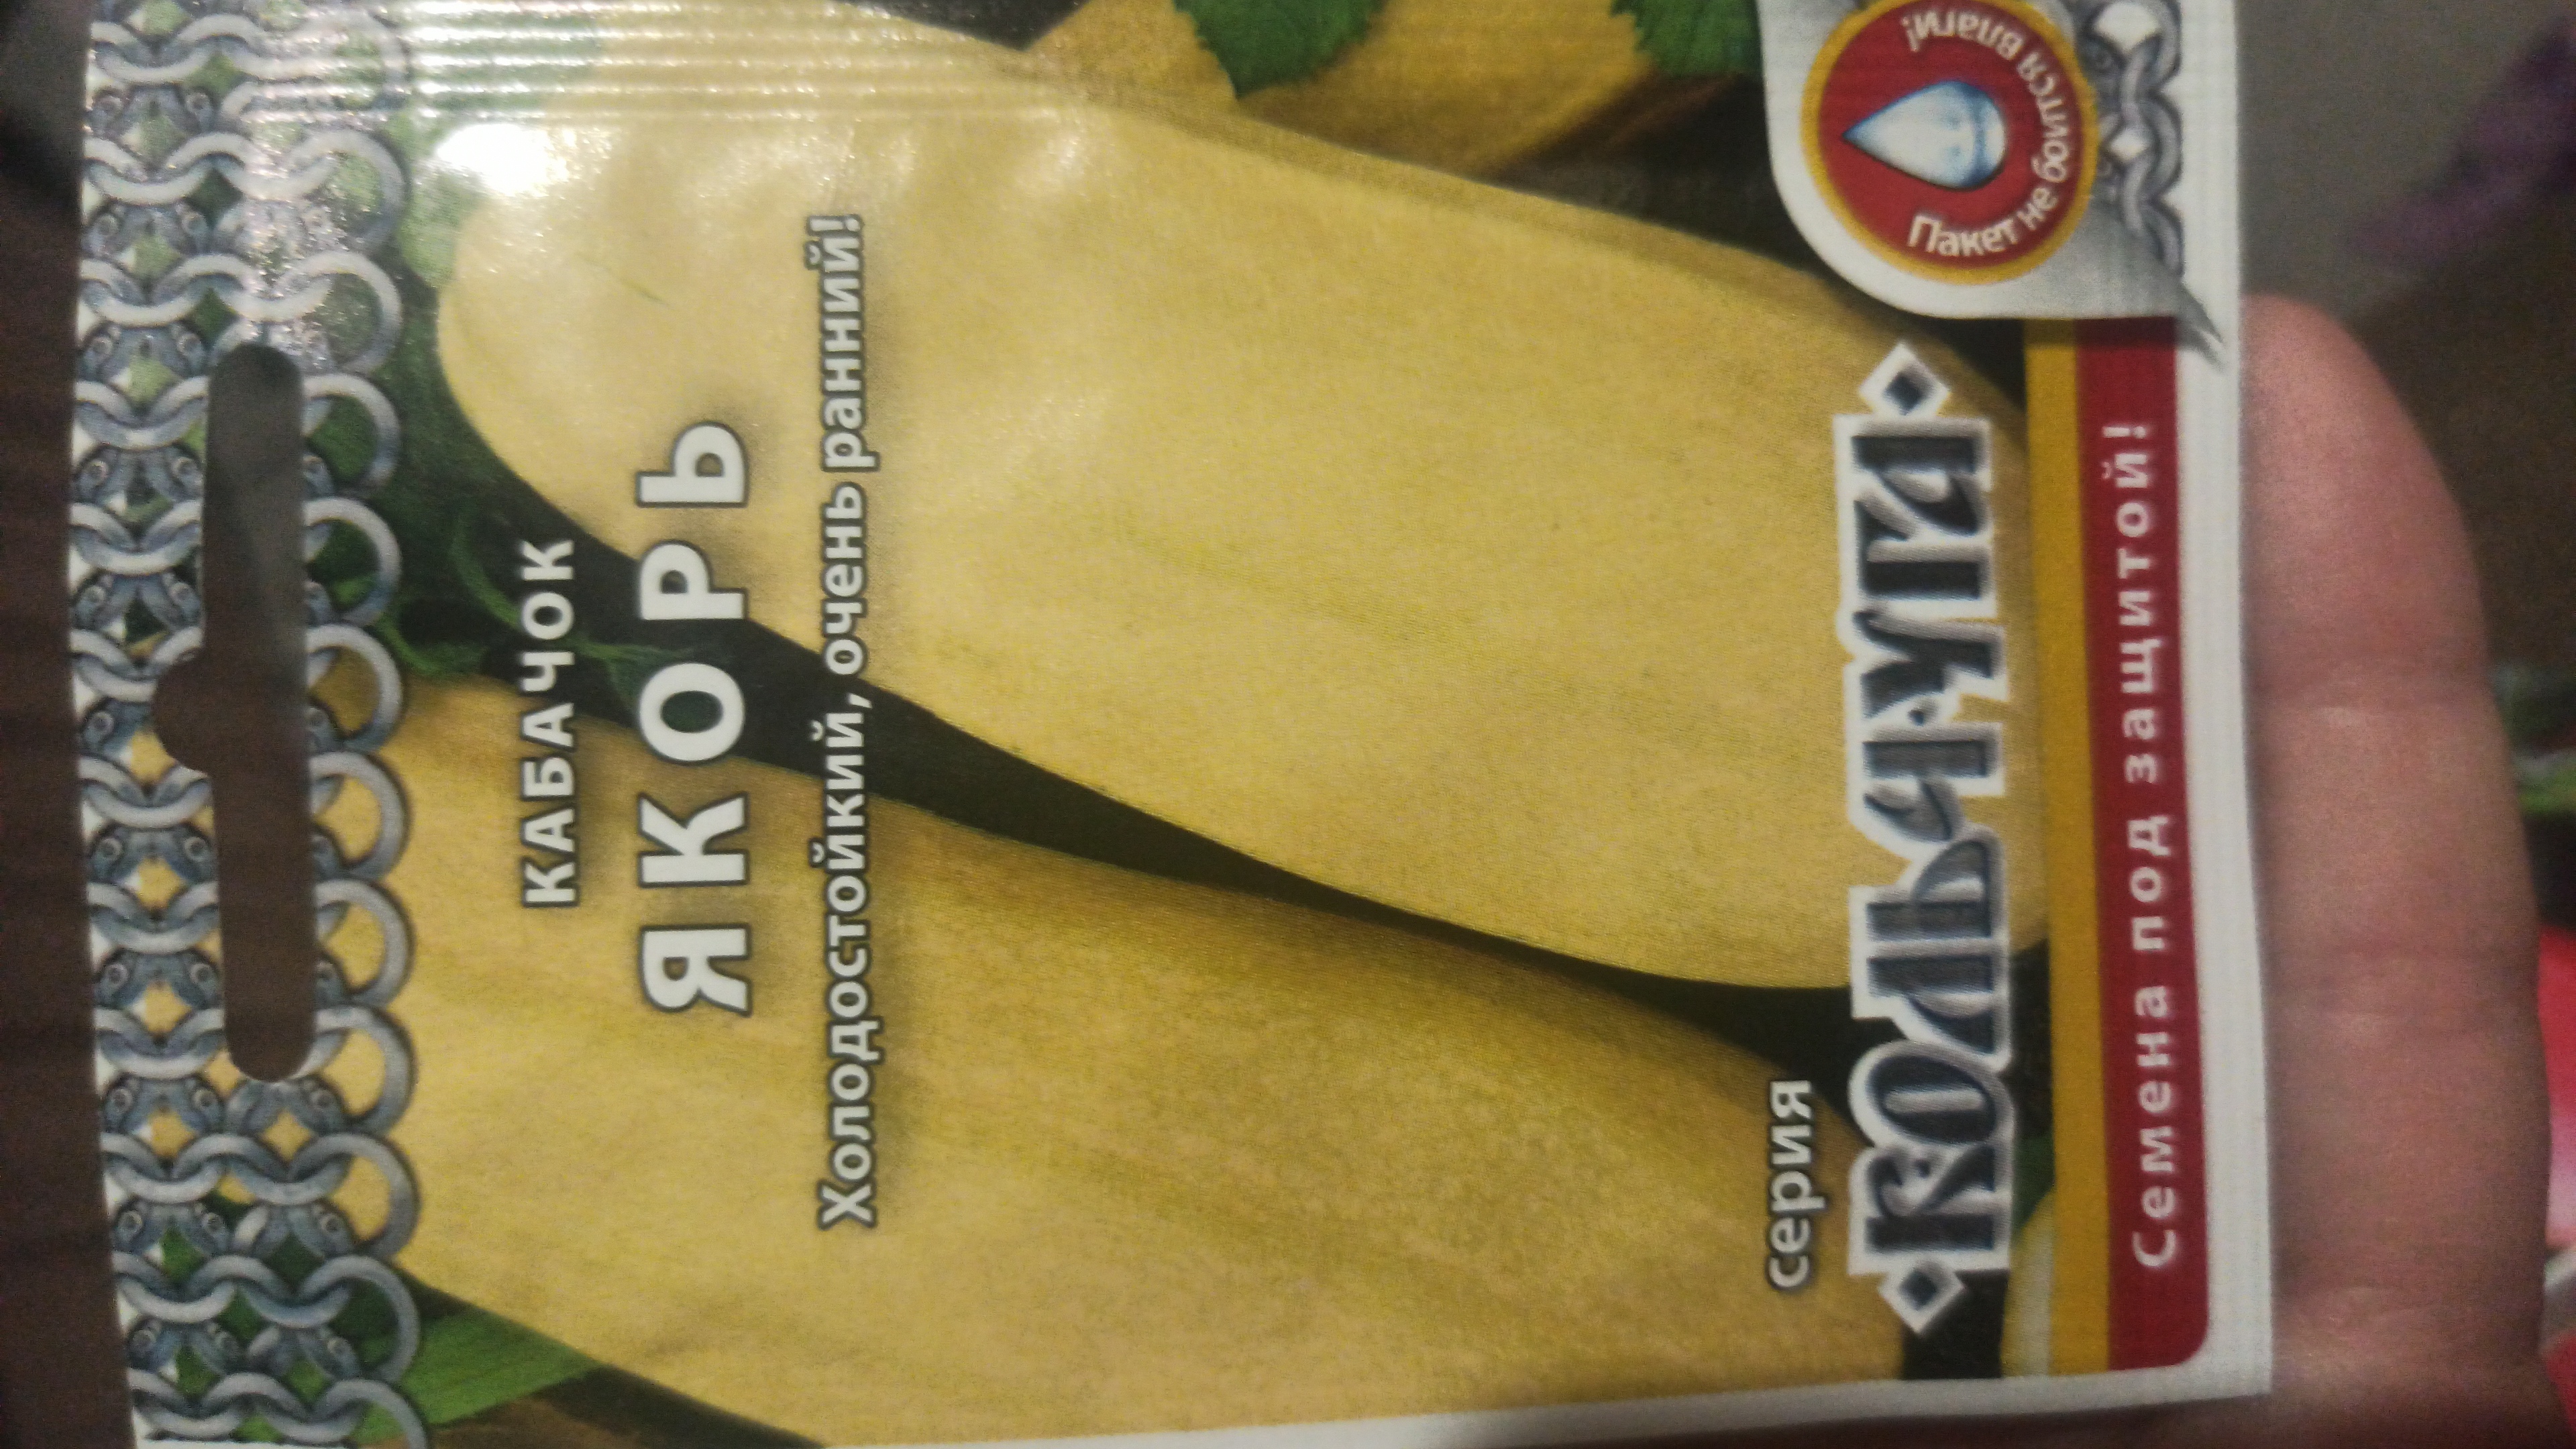 КАБАЧОК
ЯКОРЬ
Холодостойкий, очень ранний!
серия
КОЛЬЧУГА
Пакет не боится влаги!
Семена под защитой!